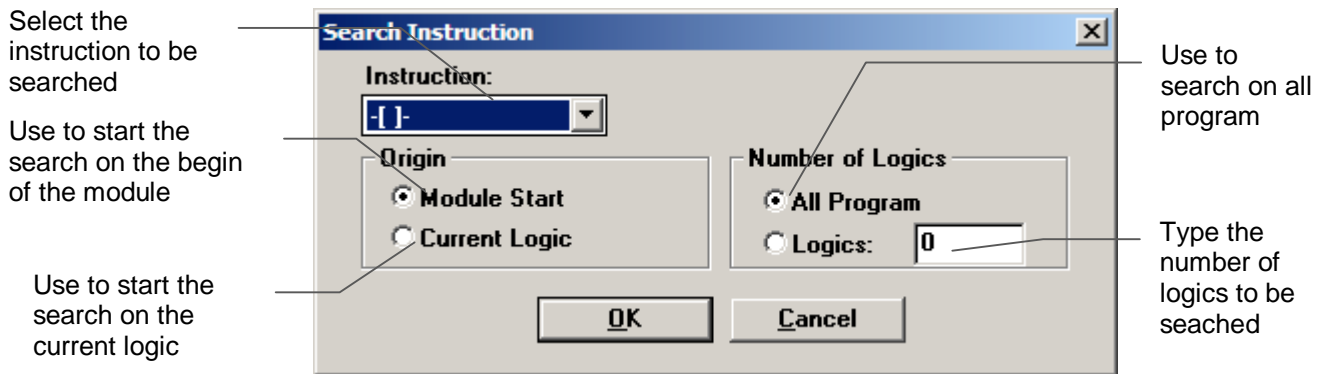 Select the
instruction to be
searched
Use to start the
search on the begin
of the module
Use to start the
search on the
current logic
Search Instruction
Instruction:
-[ ]-
Origin
Module Start
Current Logic
Number of Logics
All Program
Logics: 0
OK Cancel
Use to
search on all
program
Type the
number of
logics to be
seached